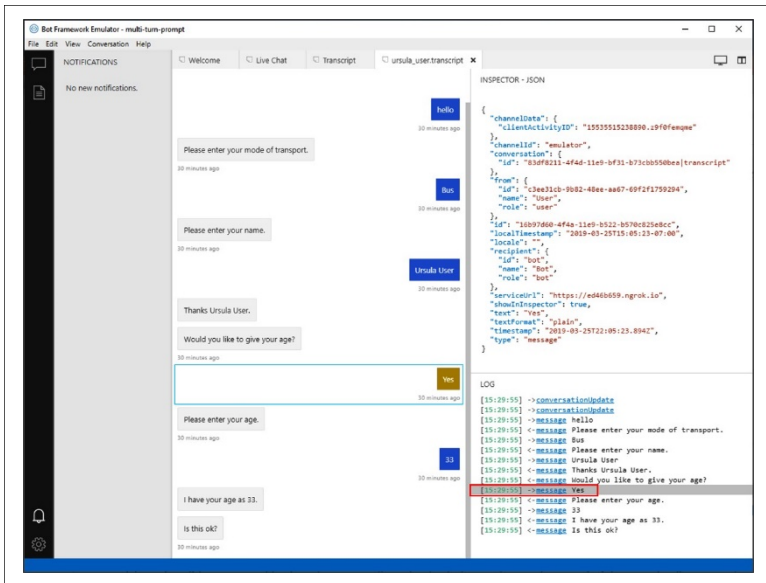 Bot Framework Emulator - multi-turn-prompt
File Edit View Conversation Help
NOTIFICATIONS
No new notifications.
Welcome
Live Chat
Transcript
ursula_user.transcript
hello
30 minutes ago
Please enter your mode of transport.
30 minutes ago
Bus
30 minutes ago
Please enter your name.
30 minutes ago
Ursula User
30 minutes ago
Thanks Ursula User.
Would you like to give your age?
30 minutes ago
Yes
30 minutes ago
Please enter your age.
30 minutes ago
33
30 minutes ago
I have your age as 33.
Is this ok?
30 minutes ago
INSPECTOR - JSON
{
"channelData": {
"clientActivityID": "15535515238890.z9f0femqme"
},
"channelId": "emulator",
"conversation": {
"id": "83df8211-4f4d-11e9-bf31-b73cbb550bea|transcript"
},
"from": {
"id": "c3ee31cb-9b82-48ee-aa67-69f2f1759294",
"name": "User",
"role": "user"
},
"id": "16b97d60-4f4a-11e9-b522-b570c825e8cc",
"localTimestamp": "2019-03-25T15:05:23-07:00",
"locale": "",
"recipient": {
"id": "bot",
"name": "Bot",
"role": "bot"
},
"serviceUrl": "https://ed46b659.ngrok.io",
"showInInspector": true,
"text": "Yes",
"textFormat": "plain",
"timestamp": "2019-03-25T22:05:23.894Z",
"type": "message"
}
LOG
[15:29:55] ->conversationUpdate
[15:29:55] ->conversationUpdate
[15:29:55] ->message hello
[15:29:55] <-message Please enter your mode of transport.
[15:29:55] ->message Bus
[15:29:55] <-message Please enter your name.
[15:29:55] ->message Ursula User
[15:29:55] <-message Thanks Ursula User.
[15:29:55] <-message Would you like to give your age?
[15:29:55] ->message Yes
[15:29:55] <-message Please enter your age.
[15:29:55] ->message 33
[15:29:55] <-message I have your age as 33.
[15:29:55] <-message Is this ok?